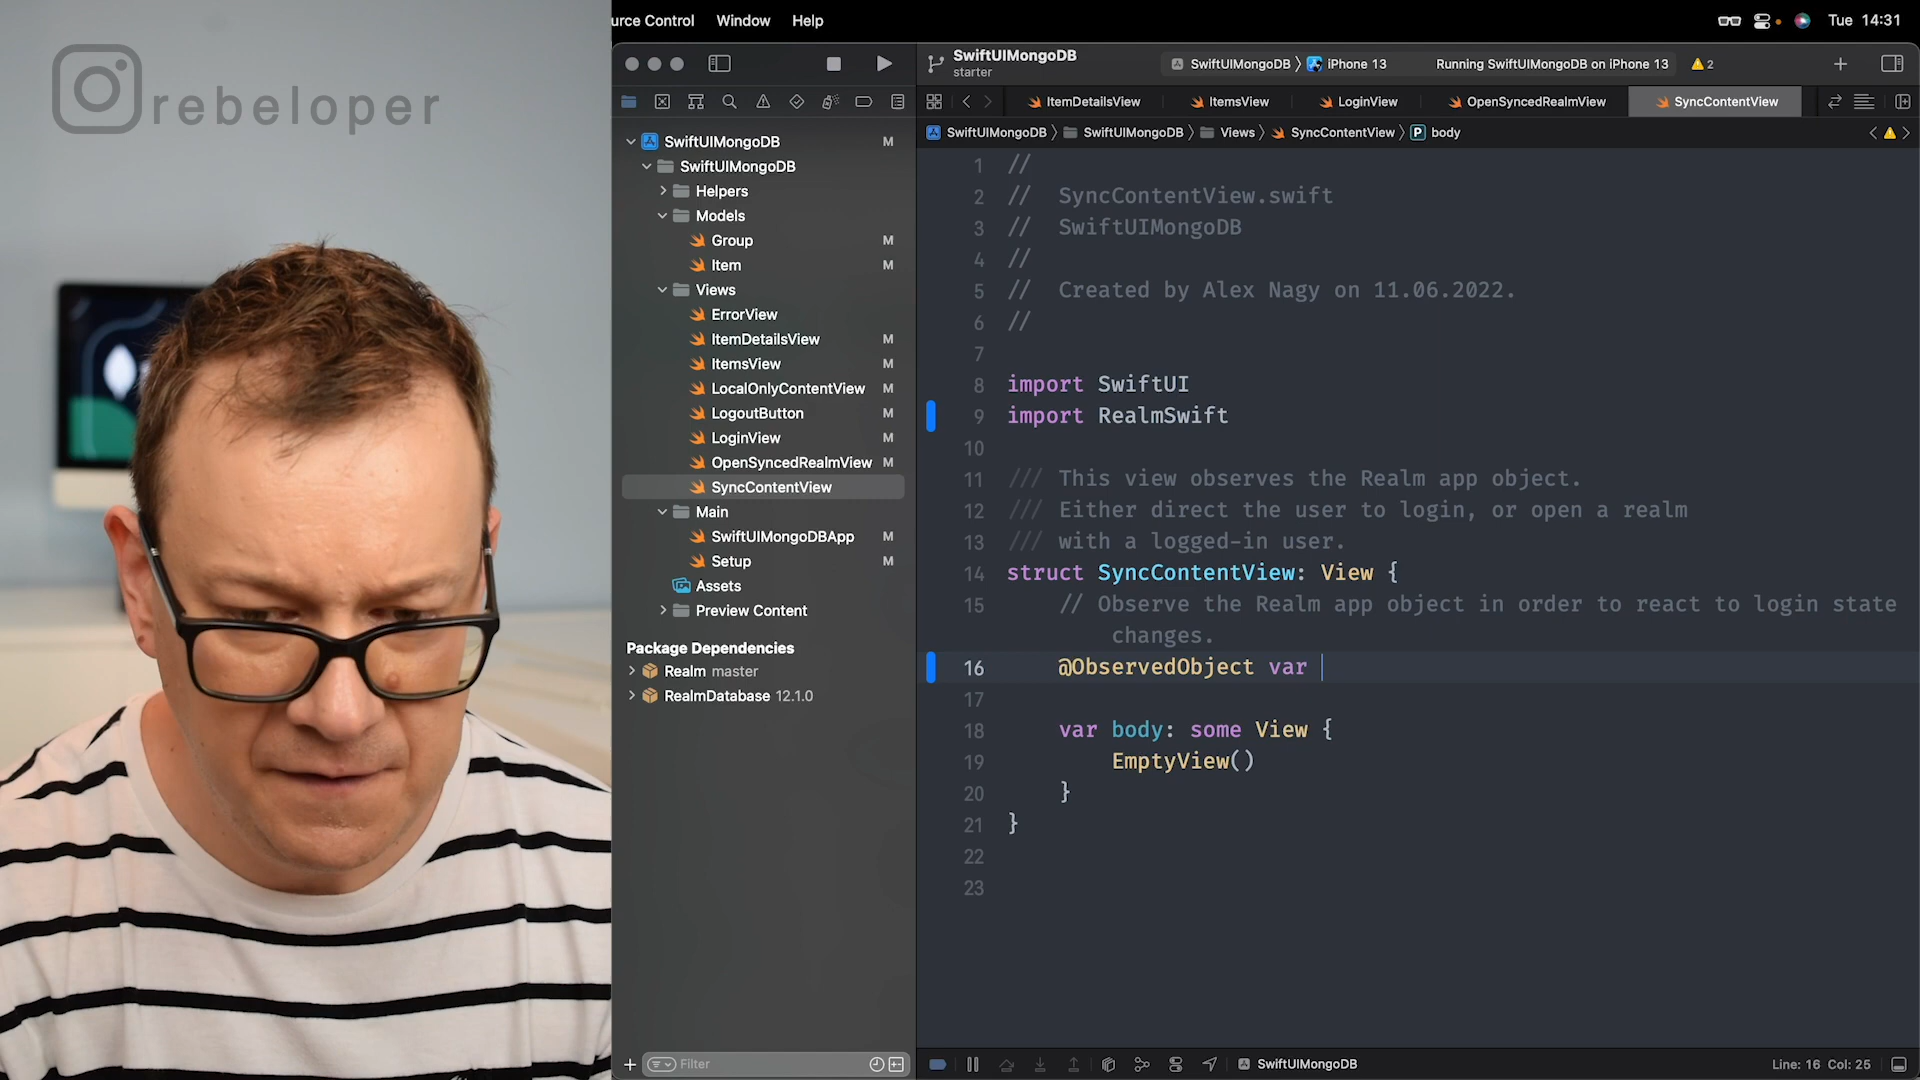 rebeloper
urce Control Window Help
Tue 14:31
SwiftUIMongoDB
starter
SwiftUIMongoDB iPhone 13
Running SwiftUIMongoDB on iPhone 13
2
ItemDetailsView ItemsView LoginView OpenSyncedRealmView SyncContentView
SwiftUIMongoDB SwiftUIMongoDB Views SyncContentView P body
SwiftUIMongoDB M
SwiftUIMongoDB
Helpers
Models
Group M
Item M
Views
ErrorView
ItemDetailsView M
ItemsView M
LocalOnlyContentView M
LogoutButton M
LoginView M
OpenSyncedRealmView M
SyncContentView
Main
SwiftUIMongoDBApp M
Setup M
Assets
Preview Content
Package Dependencies
Realm master
RealmDatabase 12.1.0
Filter
1 //
2 // SyncContentView.swift
3 // SwiftUIMongoDB
4 //
5 // Created by Alex Nagy on 11.06.2022.
6 //
7
8 import SwiftUI
9 import RealmSwift
10
11 /// This view observes the Realm app object.
12 /// Either direct the user to login, or open a realm
13 /// with a logged-in user.
14 struct SyncContentView: View {
15 // Observe the Realm app object in order to react to login state
changes.
16 @ObservedObject var
17
18 var body: some View {
19 EmptyView()
20 }
21 }
22
23
SwiftUIMongoDB
Line: 16 Col: 25